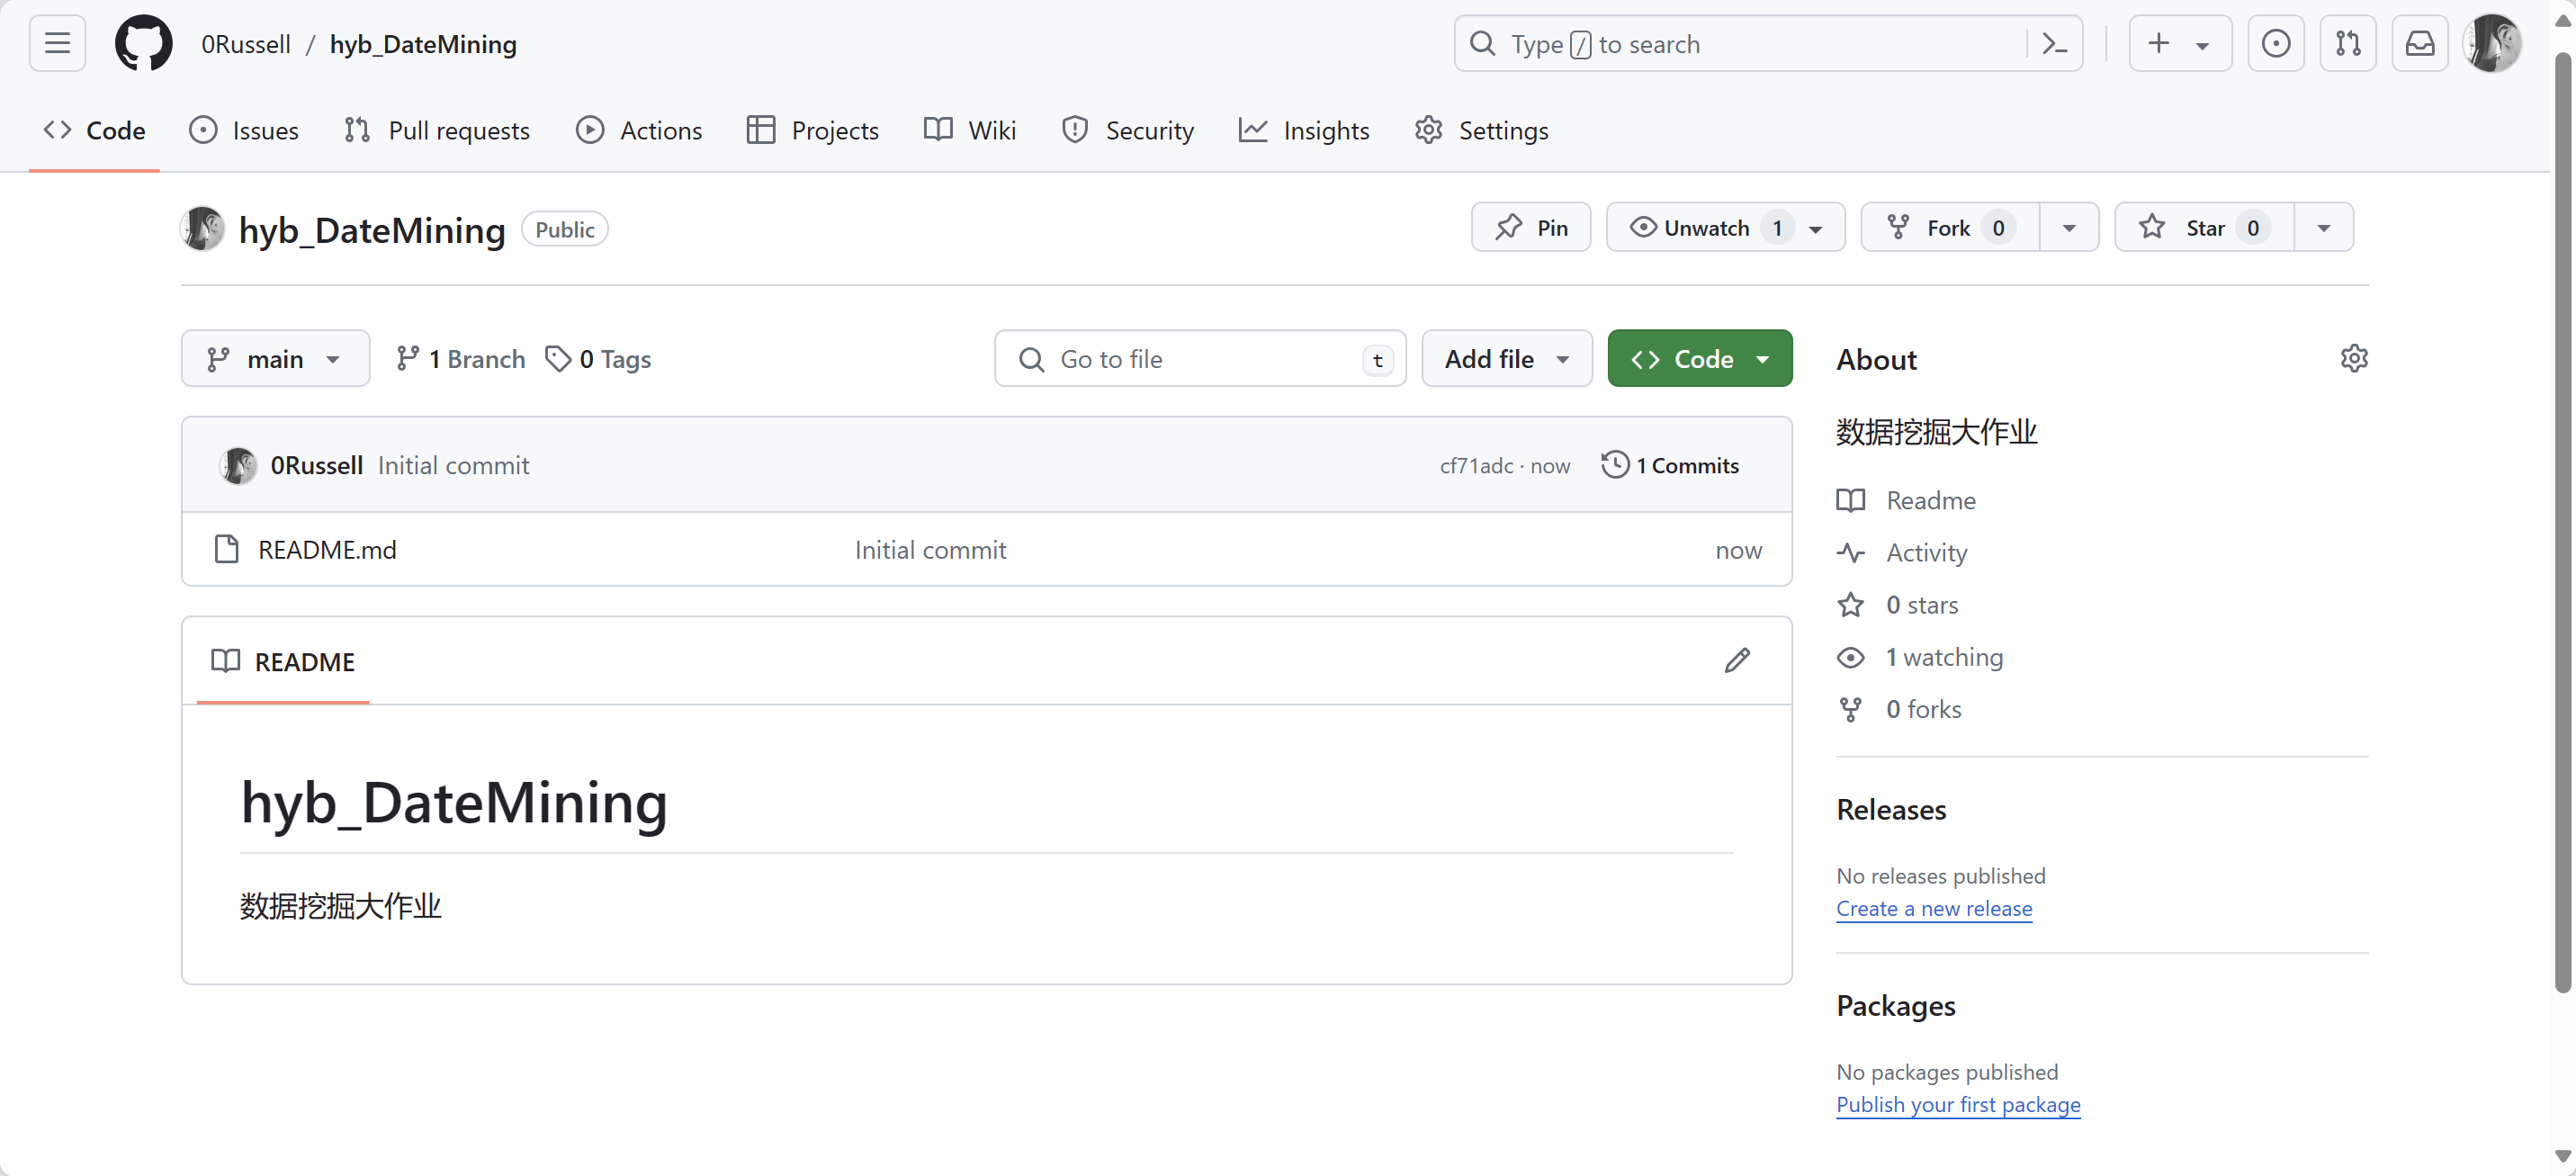 0Russell / hyb_DateMining
Type / to search
Code Issues Pull requests Actions Projects Wiki Security Insights Settings
hyb_DateMining Public
Pin Unwatch 1 Fork 0 Star 0
main 1 Branch 0 Tags Go to file t Add file Code
0Russell Initial commit cf71adc · now 1 Commits
README.md Initial commit now
README
hyb_DateMining
数据挖掘大作业
About
数据挖掘大作业
Readme
Activity
0 stars
1 watching
0 forks
Releases
No releases published
Create a new release
Packages
No packages published
Publish your first package